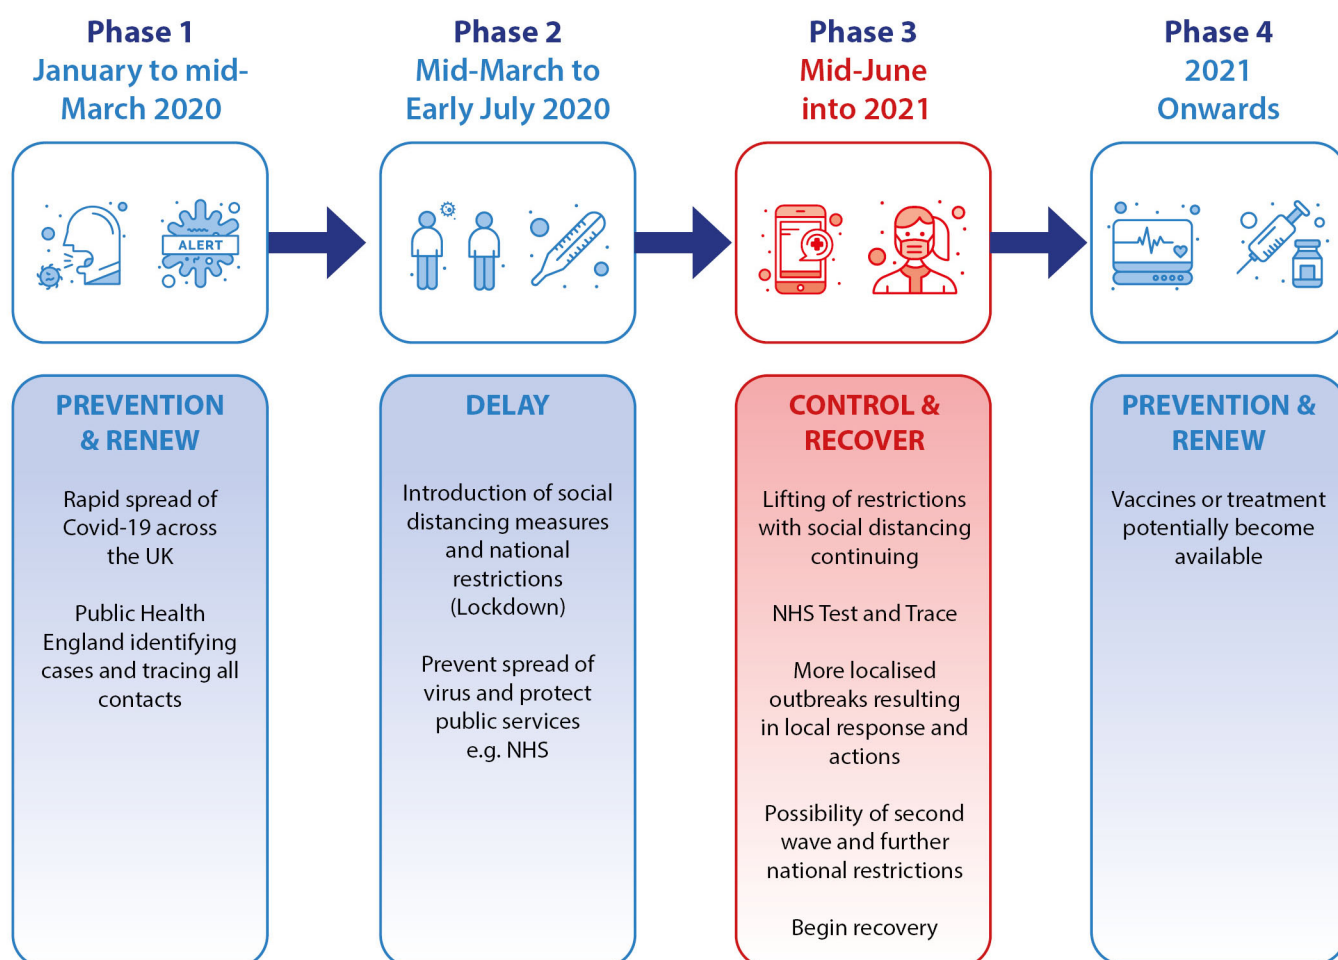 Phase 1
January to mid-
March 2020
Phase 2
Mid-March to
Early July 2020
Phase 3
Mid-June
into 2021
Phase 4
2021
Onwards
ALERT
PREVENTION
& RENEW
Rapid spread of
Covid-19 across
the UK
Public Health
England identifying
cases and tracing all
contacts
DELAY
Introduction of social
distancing measures
and national
restrictions
(Lockdown)
Prevent spread of
virus and protect
public services
e.g. NHS
CONTROL &
RECOVER
Lifting of restrictions
with social distancing
continuing
NHS Test and Trace
More localised
outbreaks resulting
in local response and
actions
Possibility of second
wave and further
national restrictions
Begin recovery
PREVENTION &
RENEW
Vaccines or treatment
potentially become
available